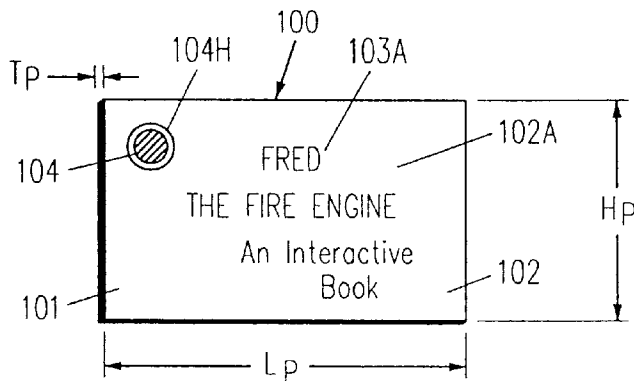 100
104H
103A
Tp
104
102A
FRED
THE FIRE ENGINE
Hp
An Interactive
Book
102
101
Lp